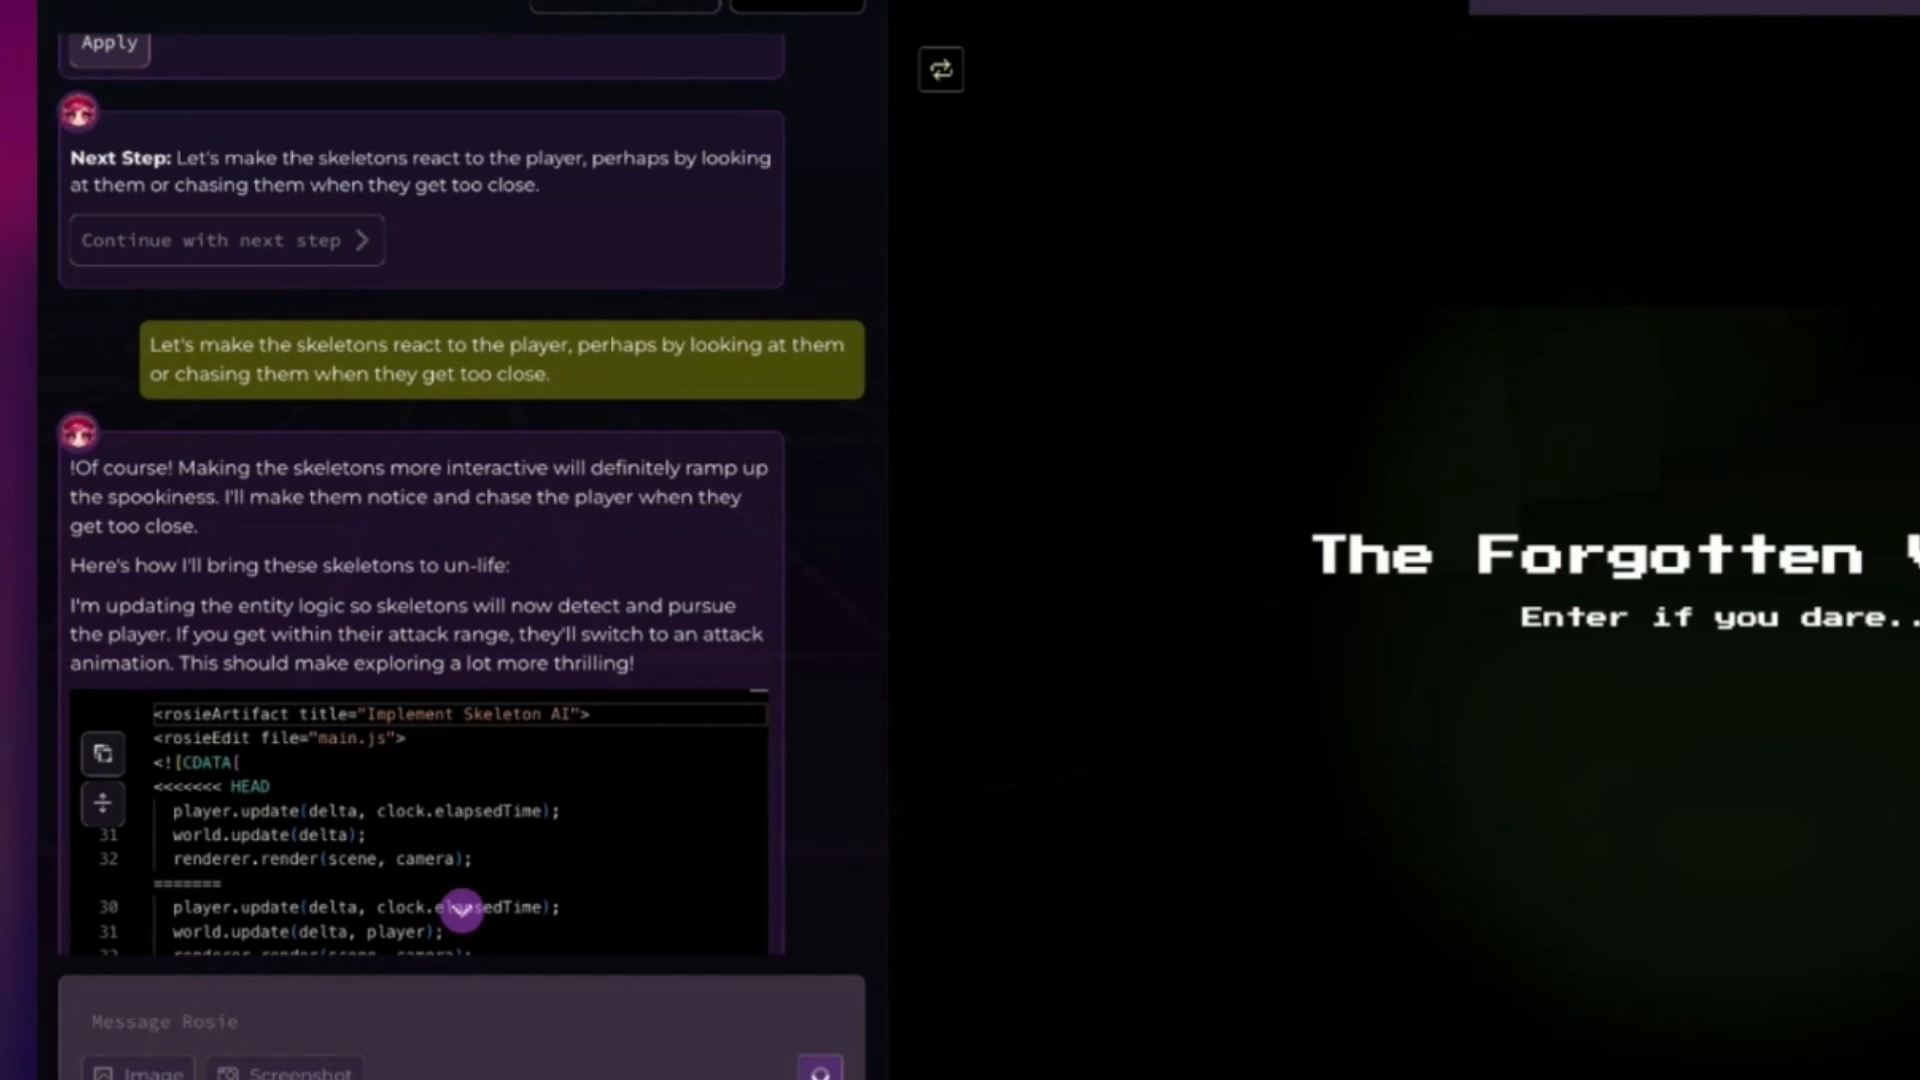 Apply
Next Step: Let's make the skeletons react to the player, perhaps by looking
at them or chasing them when they get too close.
Continue with next step
Let's make the skeletons react to the player, perhaps by looking at them
or chasing them when they get too close.
!Of course! Making the skeletons more interactive will definitely ramp up
the spookiness. I'll make them notice and chase the player when they
get too close.
Here's how I'll bring these skeletons to un-life:
I'm updating the entity logic so skeletons will now detect and pursue
the player. If you get within their attack range, they'll switch to an attack
animation. This should make exploring a lot more thrilling!
<rosieArtifact title="Implement Skeleton AI">
<rosieEdit file="main.js">
<![CDATA[
<<<<<<< HEAD
player.update(delta, clock.elapsedTime);
31 world.update(delta);
32 renderer.render(scene, camera);
=======
30 player.update(delta, clock.elapsedTime);
31 world.update(delta, player);
32 renderer.render(scene, camera);
Message Rosie
Image Screenshot
The Forgotten
Enter if you dare..